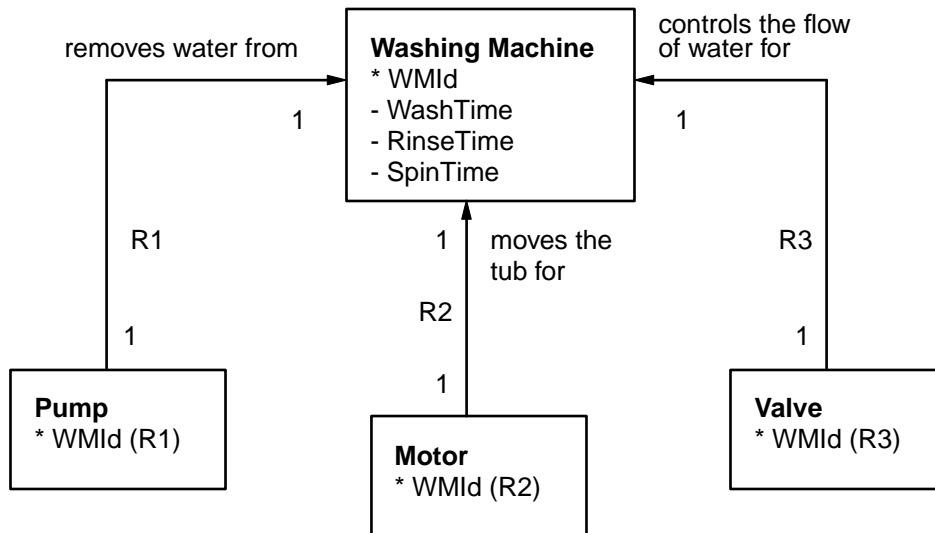 removes water from
Washing Machine
* WMId
- WashTime
- RinseTime
- SpinTime
controls the flow
of water for
1
1
R1
1
moves the
tub for
R3
R2
1
1
1
Pump
* WMId (R1)
Motor
* WMId (R2)
Valve
* WMId (R3)